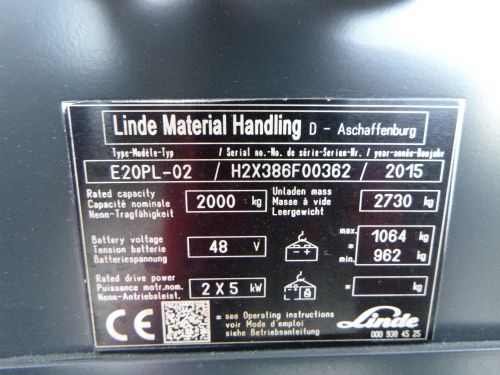 Linde Material Handling D - Aschaffenburg
Type-Modèle-Typ / Serial no.-No. de série-Serien-Nr. / year-année-Baujahr
E20PL-02 / H2X386F00362 / 2015
Rated capacity
Capacité nominale
Nenn-Tragfähigkeit
2000 kg
Unladen mass
Masse à vide
Leergewicht
2730 kg
Battery voltage
Tension batterie
Batteriespannung
48 V
max. 1064 kg
*
min. 962 kg
Rated drive power
Puissance motr.nom.
Nenn-Antriebsleist.
2 X 5 kW
* kg
CE
* see Operating instructions
voir Mode d'emploi
siehe Betriebsanleitung
Linde
000 938 45 25